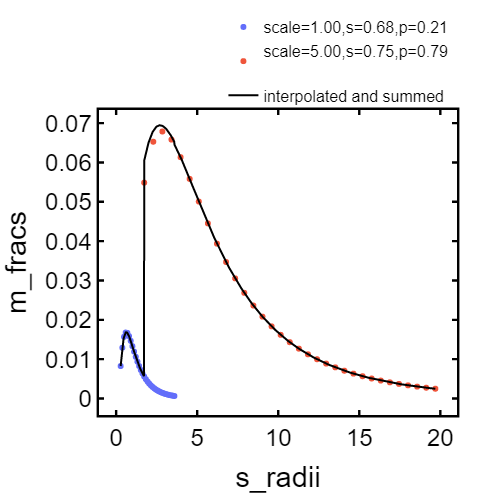 scale=1.00,s=0.68,p=0.21
scale=5.00,s=0.75,p=0.79
interpolated and summed
0.07
0.06
0.05
0.04
0.03
0.02
0.01
0
m_fracs
0 5 10 15 20
s_radii